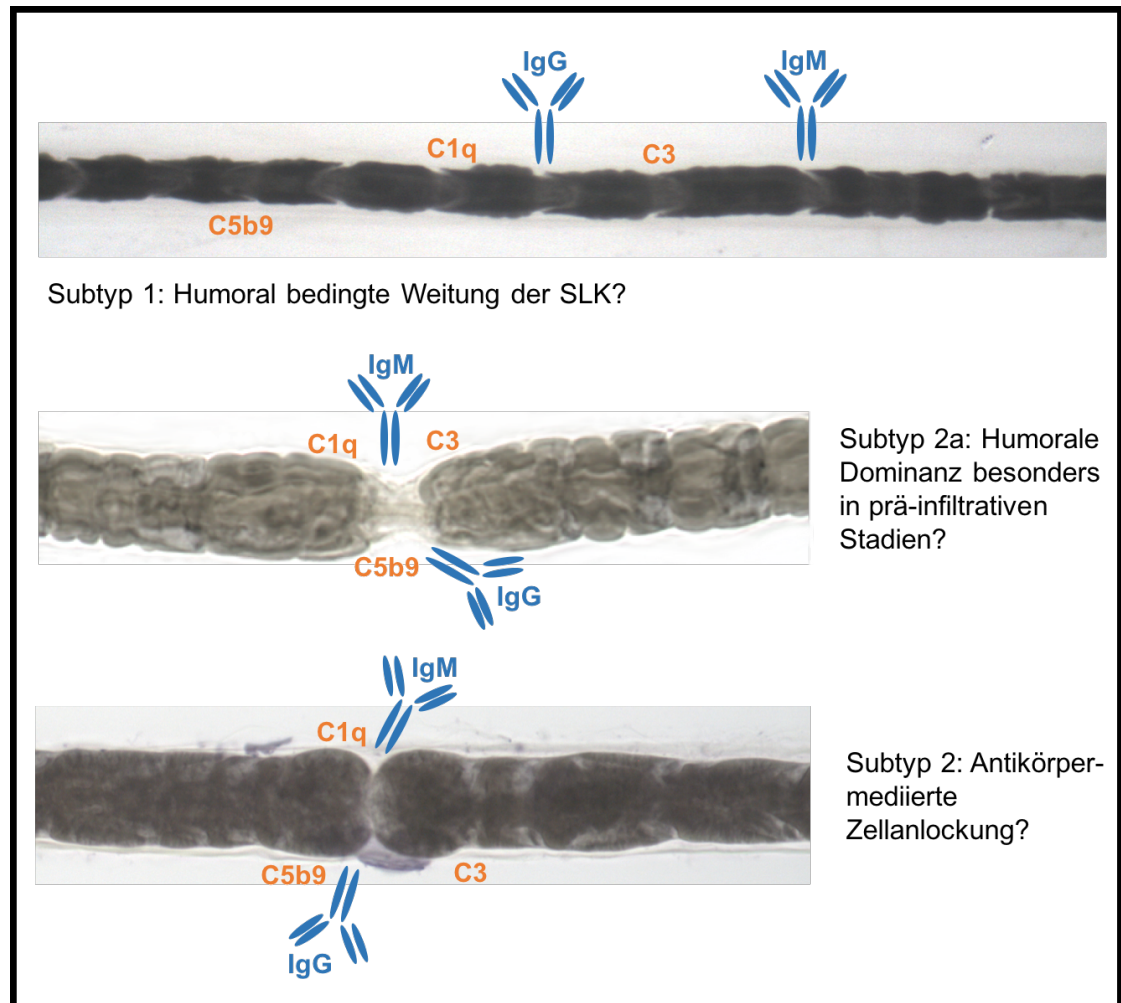 IgG
IgM
C1q
C3
C5b9
Subtyp 1: Humoral bedingte Weitung der SLK?
IgM
C1q
C3
C5b9
IgG
Subtyp 2a: Humorale
Dominanz besonders
in prä-infiltrativen
Stadien?
IgM
C1q
C5b9
C3
IgG
Subtyp 2: Antikörper-
mediierte
Zellanlockung?